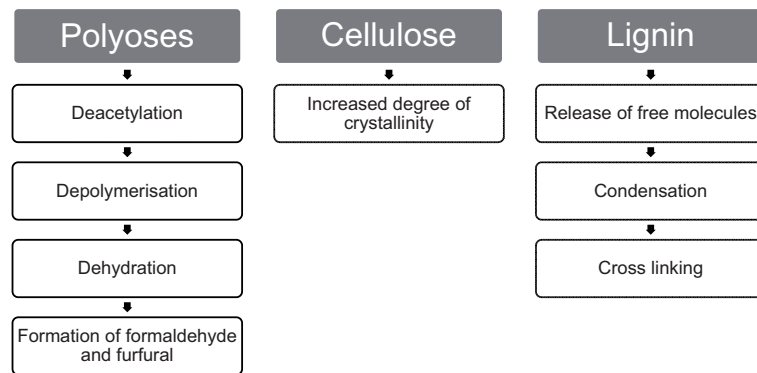 Polyoses
Deacetylation
Depolymerisation
Dehydration
Formation of formaldehyde
and furfural
Cellulose
Increased degree of
crystallinity
Lignin
Release of free molecules
Condensation
Cross linking